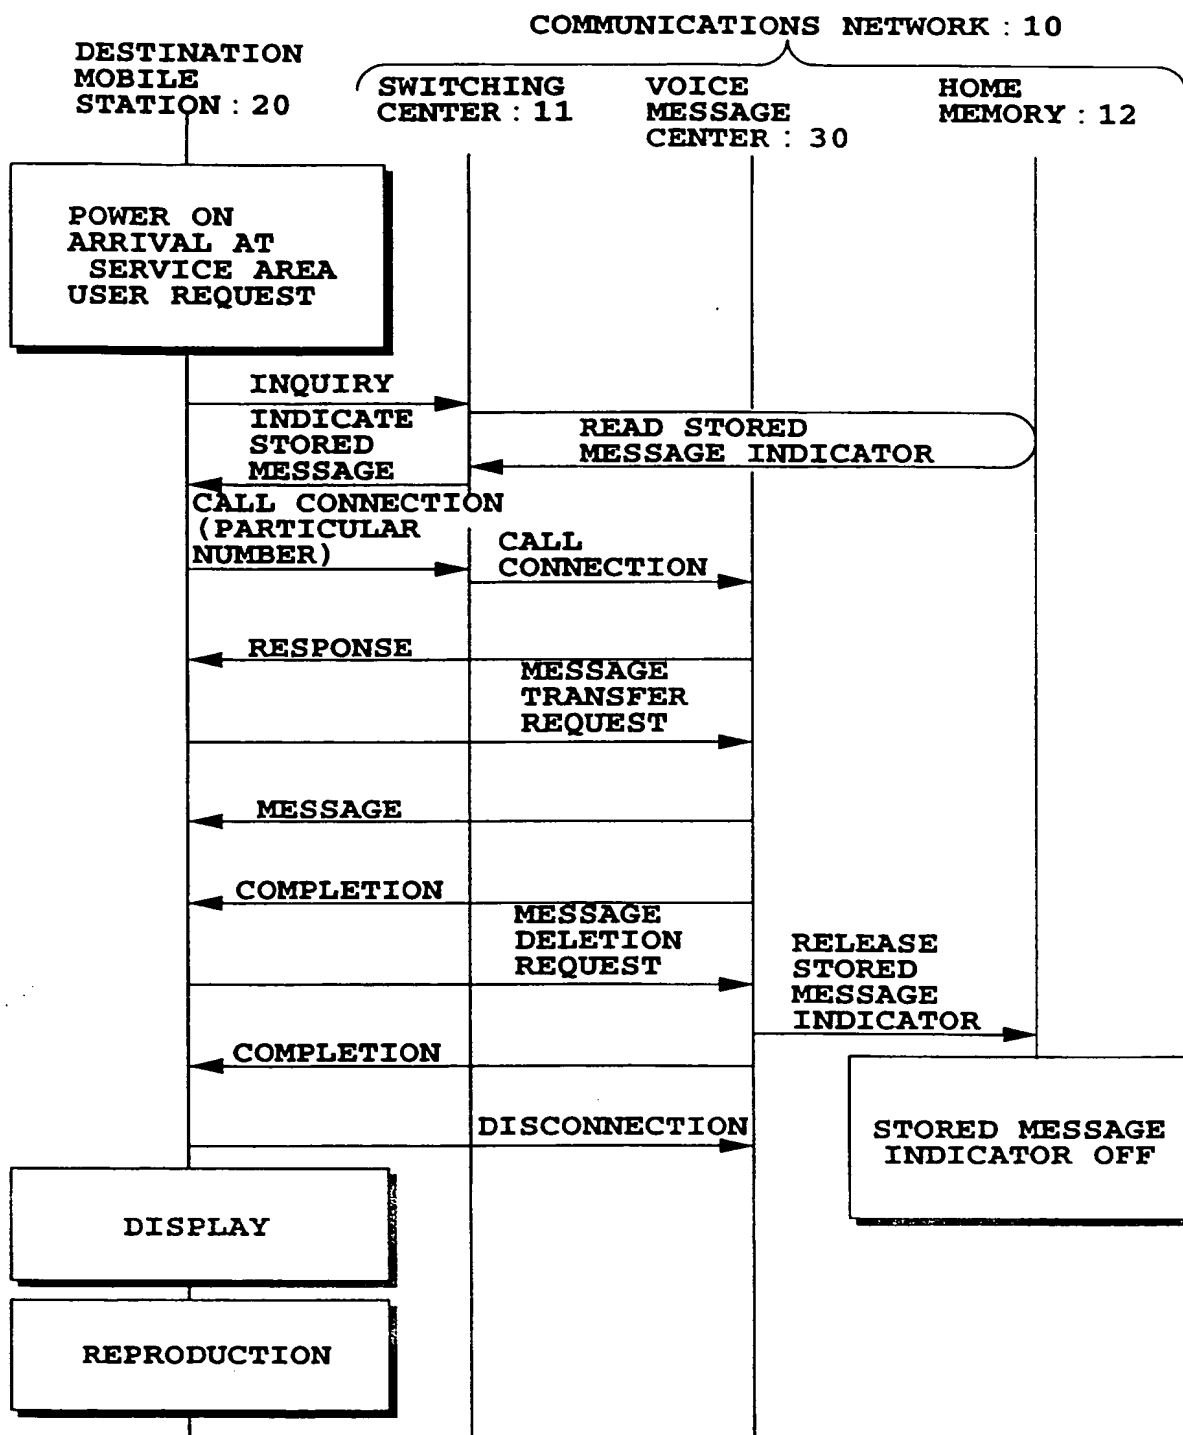 COMMUNICATIONS NETWORK : 10
DESTINATION
MOBILE
STATION : 20
SWITCHING
CENTER : 11
VOICE
MESSAGE
CENTER : 30
HOME
MEMORY : 12
POWER ON
ARRIVAL AT
SERVICE AREA
USER REQUEST
INQUIRY
INDICATE
STORED
MESSAGE
READ STORED
MESSAGE INDICATOR
CALL CONNECTION
(PARTICULAR
NUMBER)
CALL
CONNECTION
RESPONSE
MESSAGE
TRANSFER
REQUEST
MESSAGE
COMPLETION
MESSAGE
DELETION
REQUEST
RELEASE
STORED
MESSAGE
INDICATOR
COMPLETION
DISCONNECTION
STORED MESSAGE
INDICATOR OFF
DISPLAY
REPRODUCTION